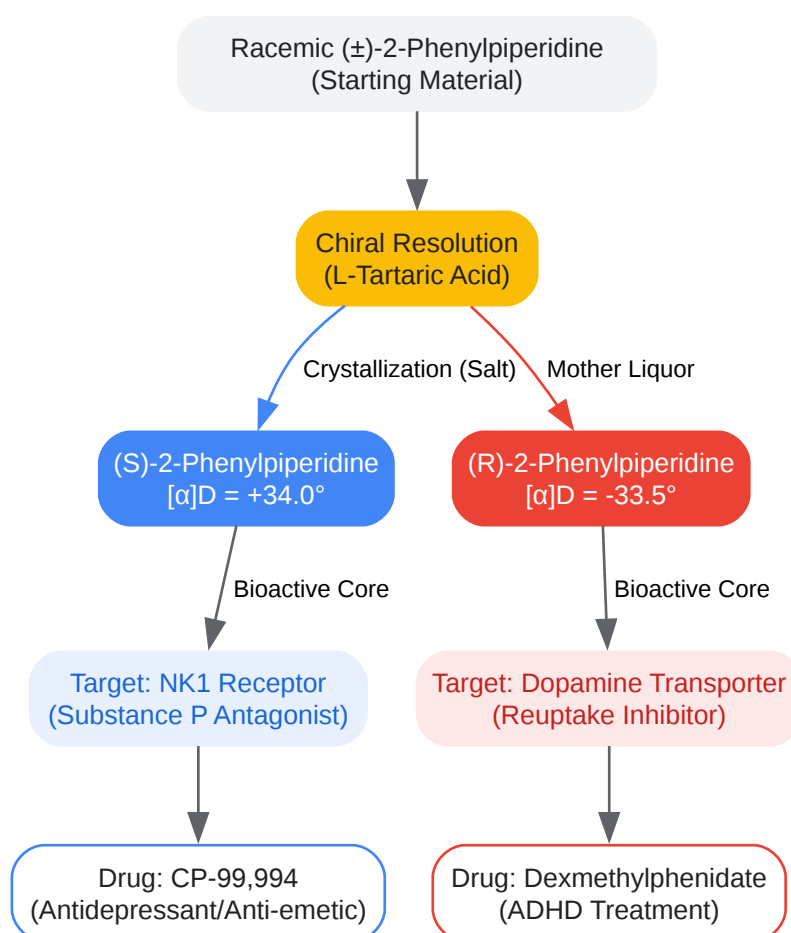 Racemic (±)-2-Phenylpiperidine
(Starting Material)
Chiral Resolution
(L-Tartaric Acid)
Crystallization (Salt)
Mother Liquor
(S)-2-Phenylpiperidine
[α]D = +34.0°
(R)-2-Phenylpiperidine
[α]D = -33.5°
Bioactive Core
Bioactive Core
Target: NK1 Receptor
(Substance P Antagonist)
Target: Dopamine Transporter
(Reuptake Inhibitor)
Drug: CP-99,994
(Antidepressant/Anti-emetic)
Drug: Dexmethylphenidate
(ADHD Treatment)